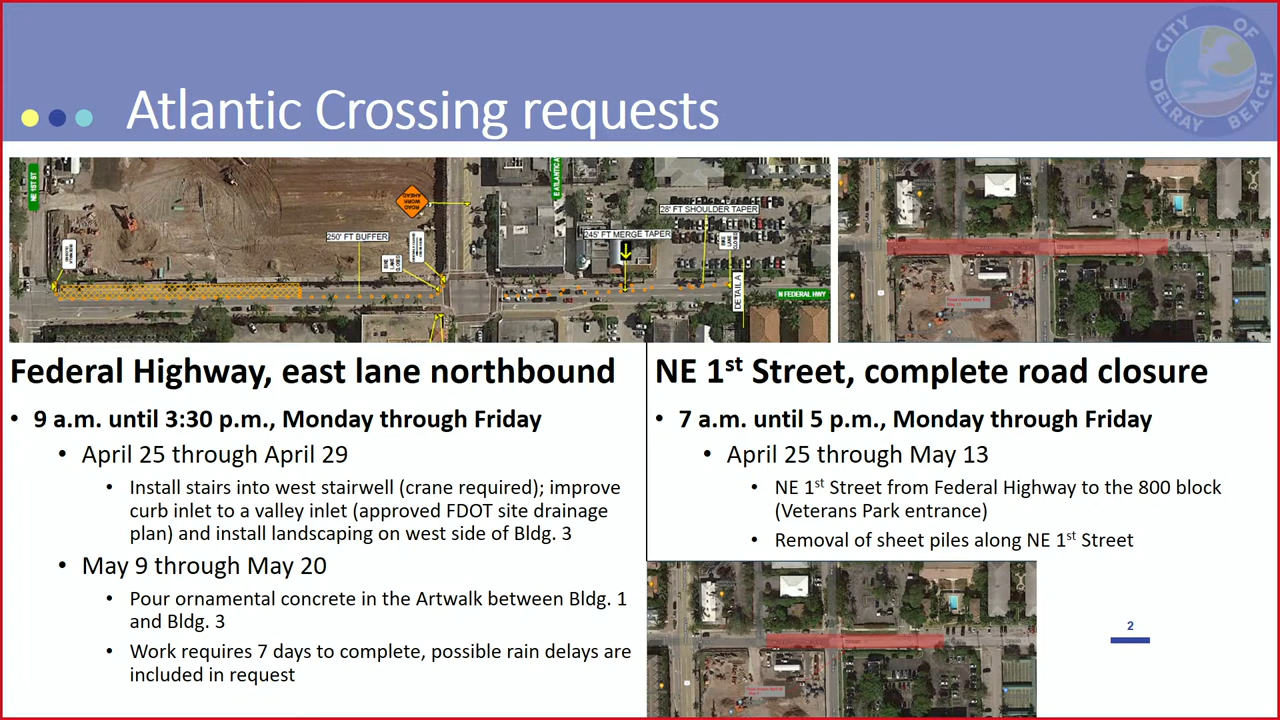 CITY OF
DELRAY BEACH
Atlantic Crossing requests
NE 1ST ST
ROAD WORK AHEAD
250' FT BUFFER
245' FT MERGE TAPER
28' FT SHOULDER TAPER
DETAIL A
N FEDERAL HWY
Federal Highway, east lane northbound
• 9 a.m. until 3:30 p.m., Monday through Friday
• April 25 through April 29
• Install stairs into west stairwell (crane required); improve
curb inlet to a valley inlet (approved FDOT site drainage
plan) and install landscaping on west side of Bldg. 3
• May 9 through May 20
• Pour ornamental concrete in the Artwalk between Bldg. 1
and Bldg. 3
• Work requires 7 days to complete, possible rain delays are
included in request
NE 1st Street, complete road closure
• 7 a.m. until 5 p.m., Monday through Friday
• April 25 through May 13
• NE 1st Street from Federal Highway to the 800 block
(Veterans Park entrance)
• Removal of sheet piles along NE 1st Street
2